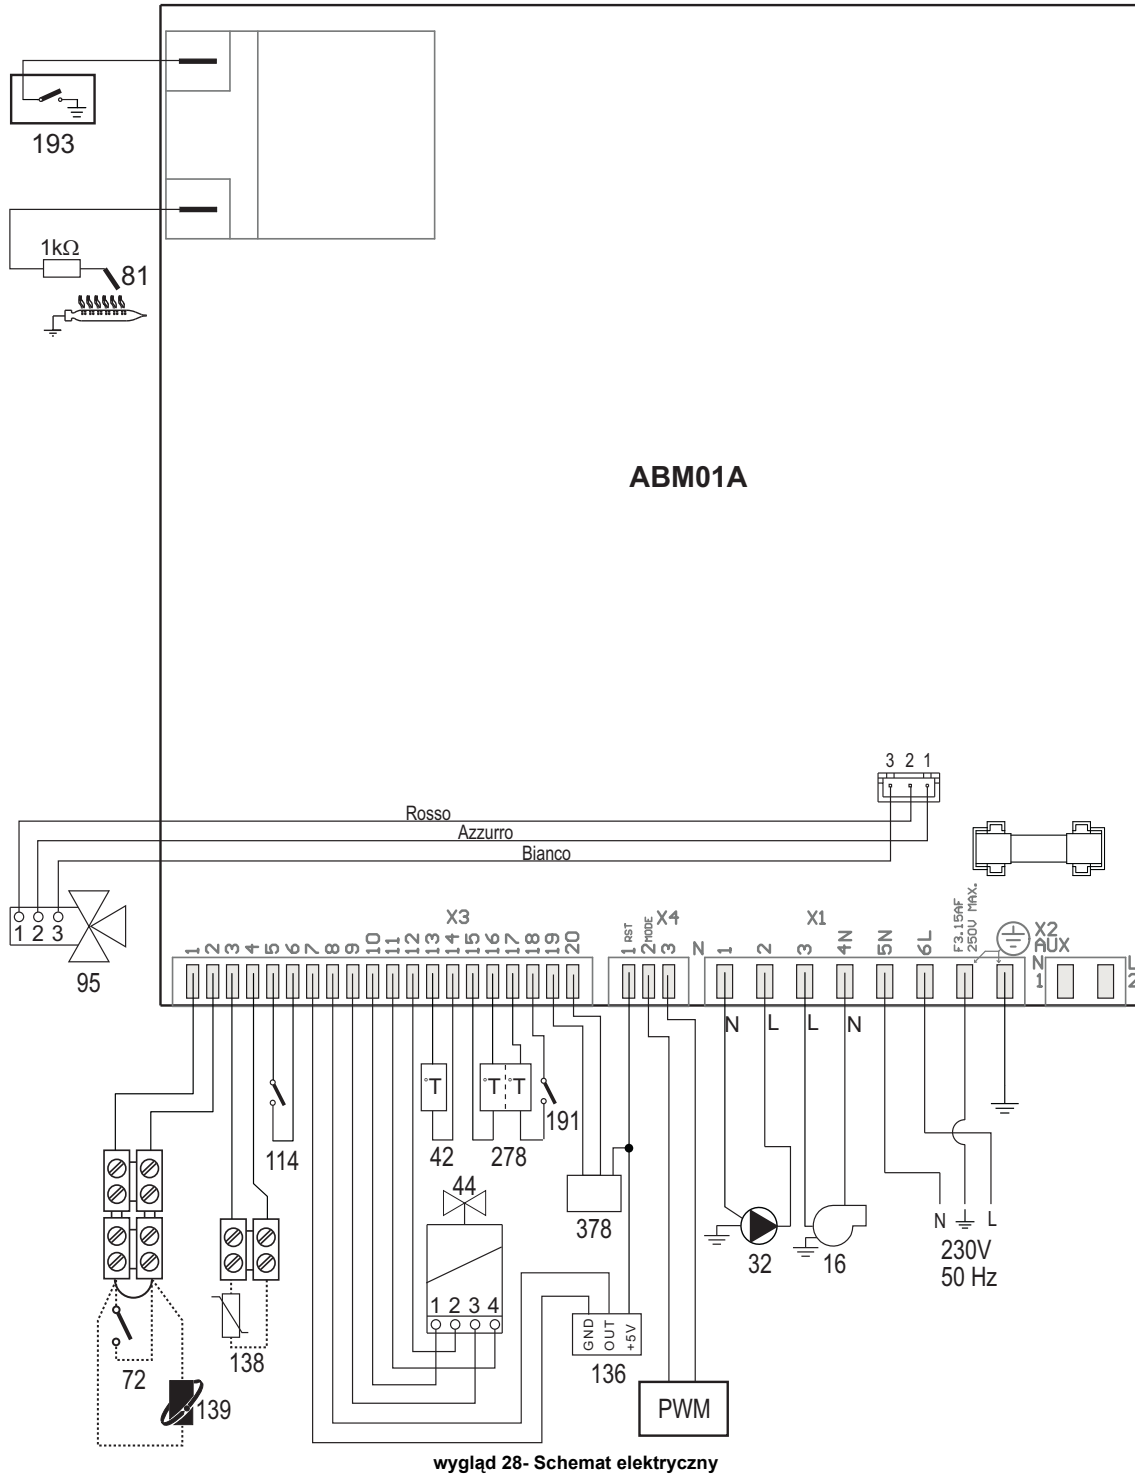 193
1kΩ
81
ABM01A
3 2 1
Rosso
Azzurro
Bianco
1 2 3
95
X3
X4
X1
X2
AUX
1 2 3 4 5 6 7 8 9 10 11 12 13 14 15 16 17 18 19 20
1 RST
2 MODE
3
N
1 2 3 4N 5N 6L
F3.15AF
250V MAX.
N L
1 2
N L L N
°T
°T °T
191
114
42
278
44
378
32
16
N L
230V
50 Hz
1 2 3 4
GND
OUT
+5V
72
139
138
136
PWM
wygląd 28- Schemat elektryczny